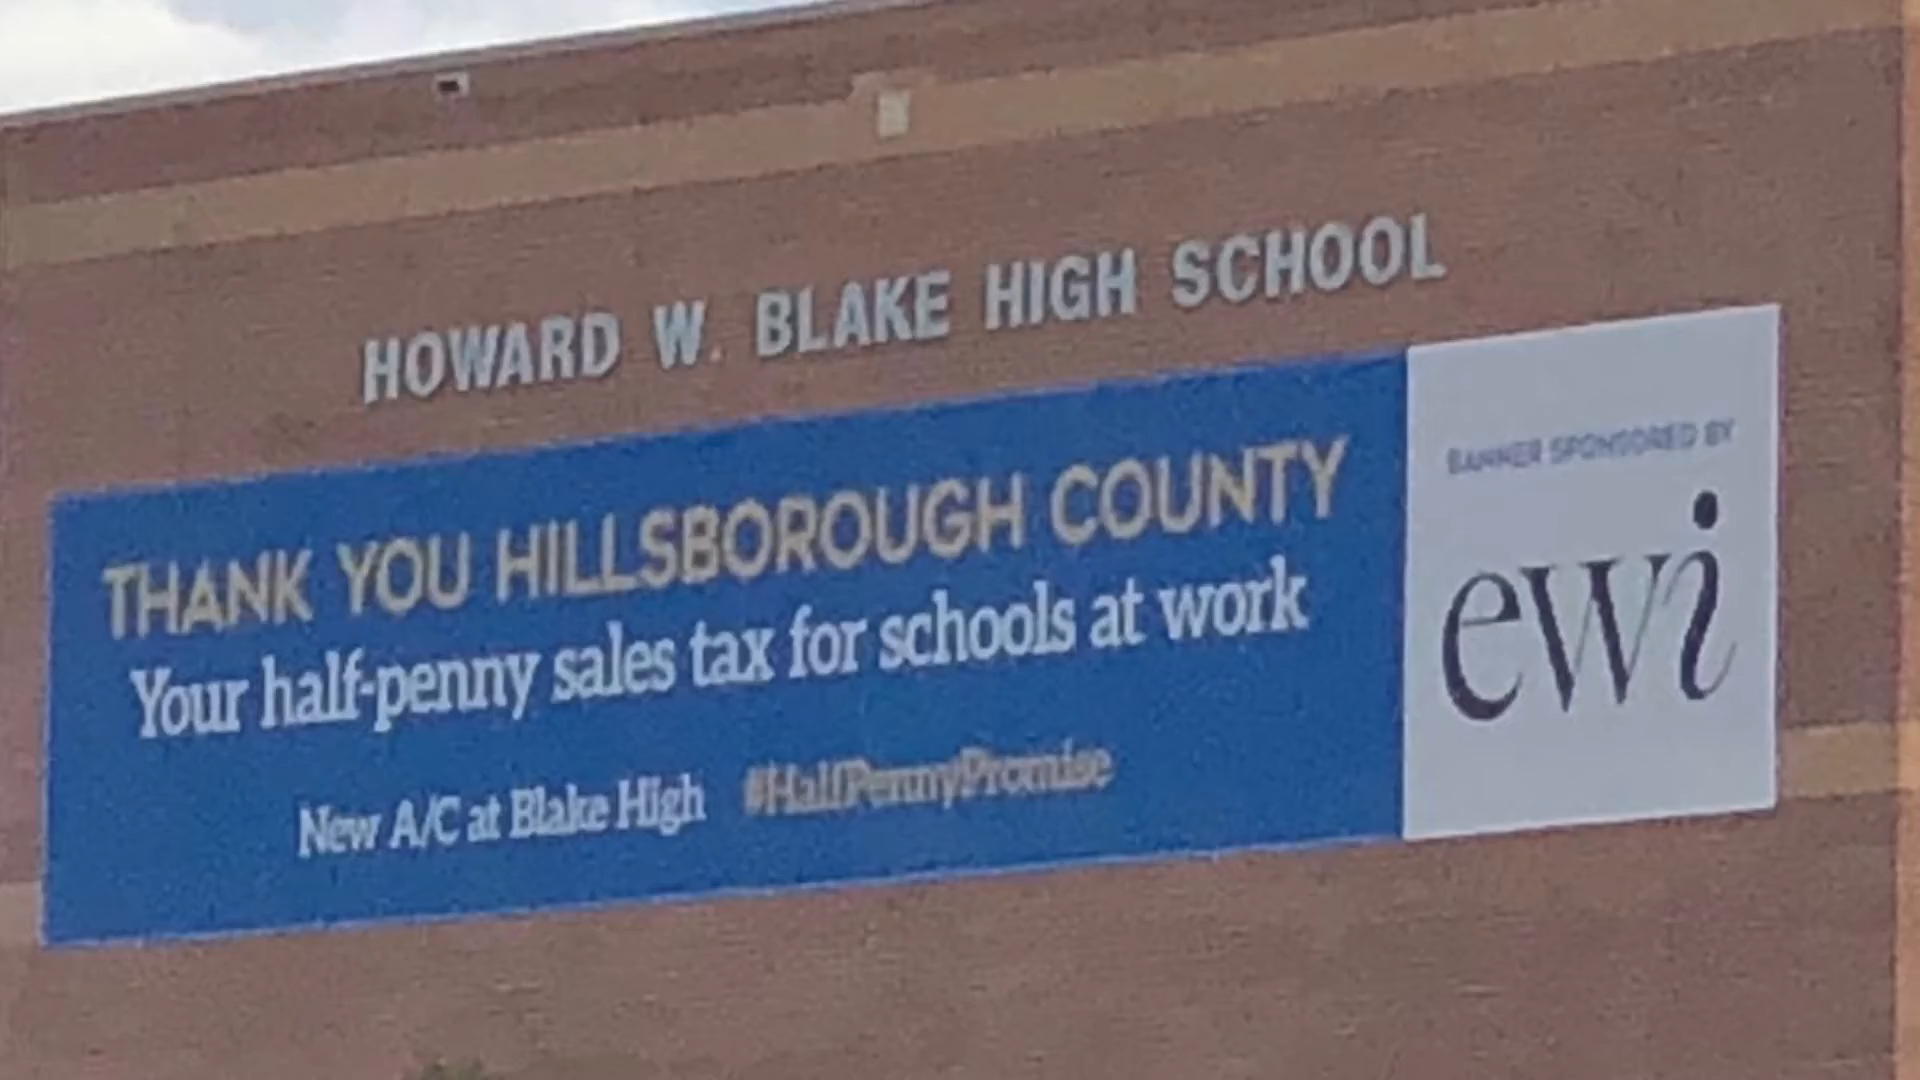 HOWARD W. BLAKE HIGH SCHOOL
THANK YOU HILLSBOROUGH COUNTY
Your half-penny sales tax for schools at work
New A/C at Blake High #HalfPennyPromise
BANNER SPONSORED BY
ewi